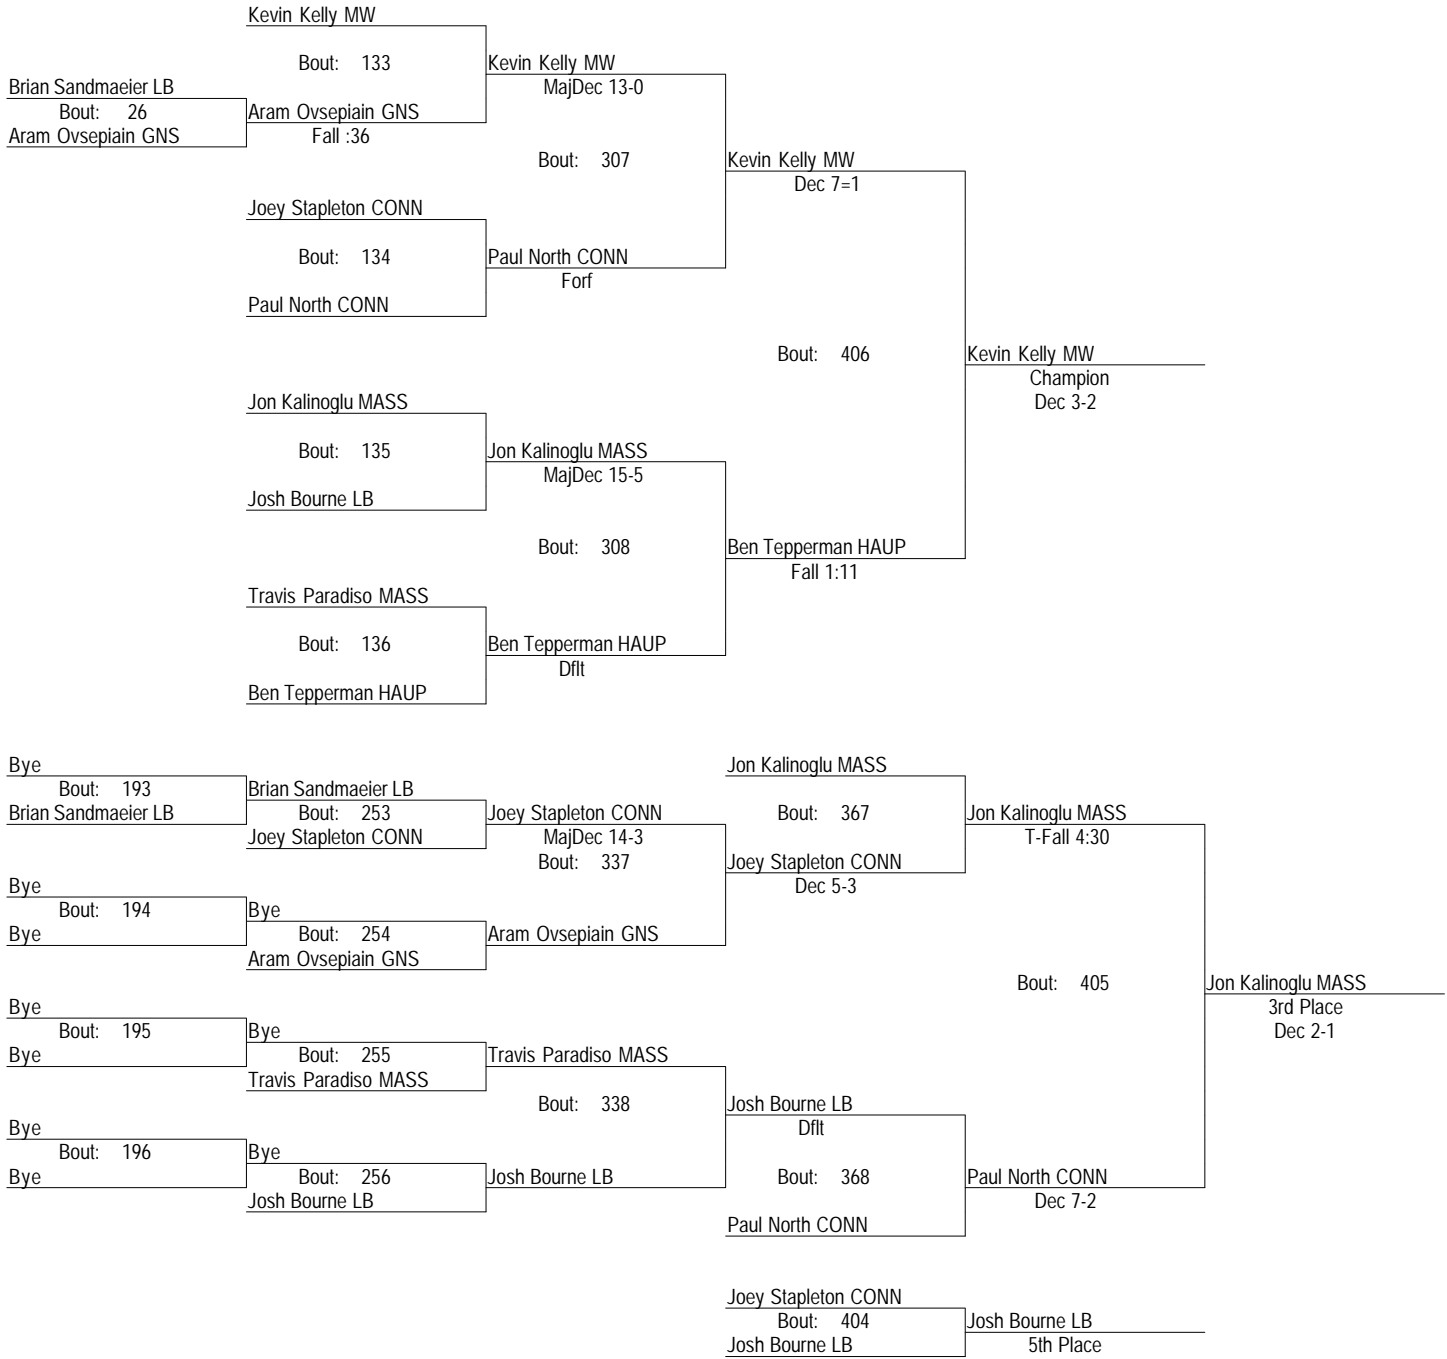 Kevin Kelly MW
Bout: 133
Kevin Kelly MW
MajDec 13-0
Brian Sandmaeier LB
Bout: 26
Aram Ovsepiain GNS
Aram Ovsepiain GNS
Fall :36
Bout: 307
Kevin Kelly MW
Dec 7=1
Joey Stapleton CONN
Bout: 134
Paul North CONN
Forf
Paul North CONN
Bout: 406
Kevin Kelly MW
Champion
Dec 3-2
Jon Kalinoglu MASS
Bout: 135
Jon Kalinoglu MASS
MajDec 15-5
Josh Bourne LB
Bout: 308
Ben Tepperman HAUP
Fall 1:11
Travis Paradiso MASS
Bout: 136
Ben Tepperman HAUP
Dflt
Ben Tepperman HAUP
Bye
Bout: 193
Brian Sandmaeier LB
Brian Sandmaeier LB
Bout: 253
Joey Stapleton CONN
Joey Stapleton CONN
MajDec 14-3
Bout: 337
Jon Kalinoglu MASS
Bout: 367
Joey Stapleton CONN
Dec 5-3
Jon Kalinoglu MASS
T-Fall 4:30
Bye
Bout: 194
Bye
Bye
Bout: 254
Aram Ovsepiain GNS
Aram Ovsepiain GNS
Bout: 405
Jon Kalinoglu MASS
3rd Place
Dec 2-1
Bye
Bout: 195
Bye
Bye
Bout: 255
Travis Paradiso MASS
Travis Paradiso MASS
Bout: 338
Josh Bourne LB
Dflt
Bye
Bout: 196
Bye
Bye
Bout: 256
Josh Bourne LB
Josh Bourne LB
Bout: 368
Paul North CONN
Paul North CONN
Dec 7-2
Joey Stapleton CONN
Bout: 404
Josh Bourne LB
Josh Bourne LB
5th Place